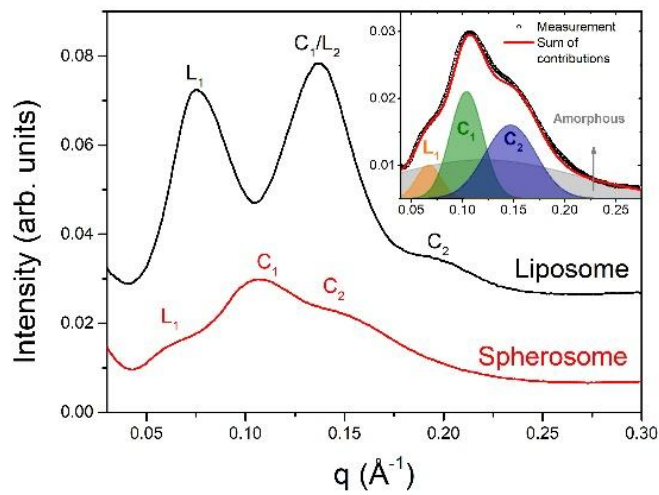 Intensity (arb. units)
0.08
0.06
0.04
0.02
0.00
L₁
C₁/L₂
C₂
Liposome
L₁
C₁
C₂
Spherosome
0.05 0.10 0.15 0.20 0.25 0.30
q (Å⁻¹)
0.03
0.02
0.01
Measurement
Sum of
contributions
Amorphous
L₁
C₁
C₂
0.05 0.10 0.15 0.20 0.25